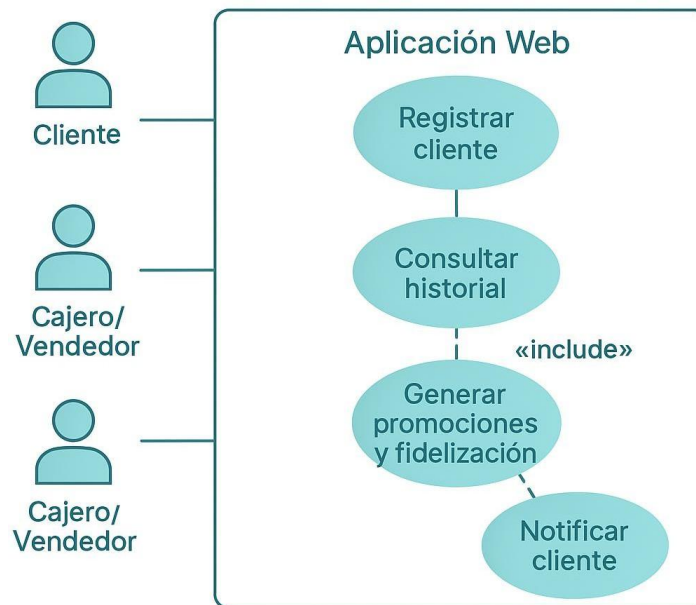 Aplicación Web
Cliente
Registrar
cliente
Cajero/
Vendedor
Consultar
historial
«include»
Generar
promociones
y fidelización
Cajero/
Vendedor
Notificar
cliente